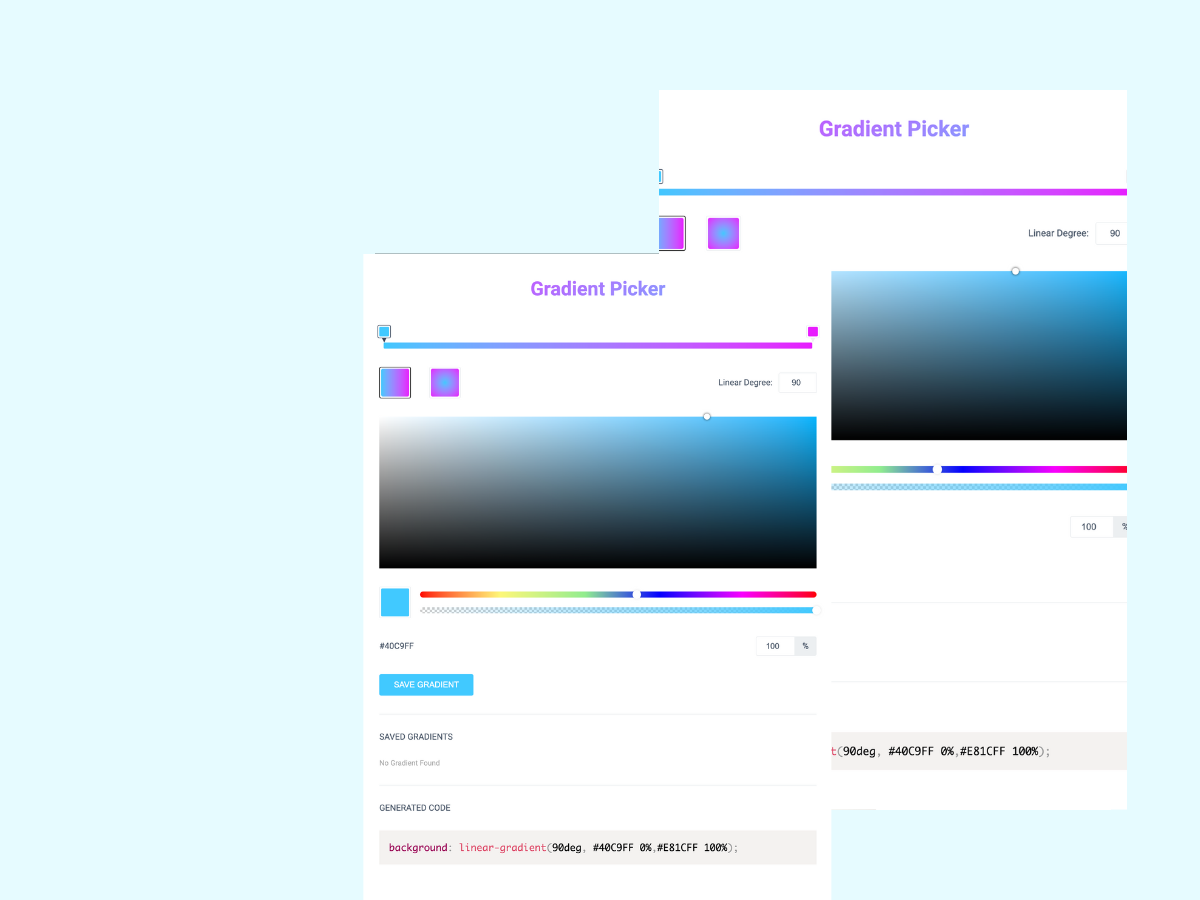 Gradient Picker
Linear Degree: 90
100 %
t(90deg, #40C9FF 0%,#E81CFF 100%);
Gradient Picker
Linear Degree: 90
#40C9FF
100 %
SAVE GRADIENT
SAVED GRADIENTS
No Gradient Found
GENERATED CODE
background: linear-gradient(90deg, #40C9FF 0%,#E81CFF 100%);